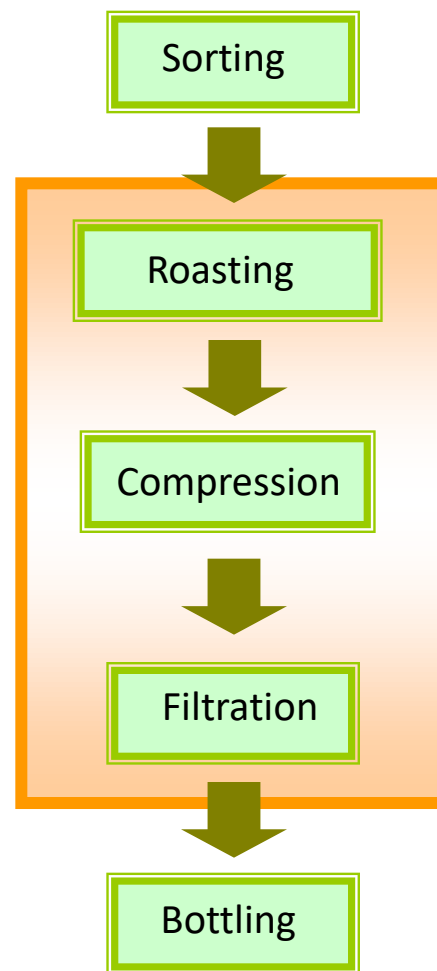 Sorting
Roasting
Compression
Filtration
Bottling